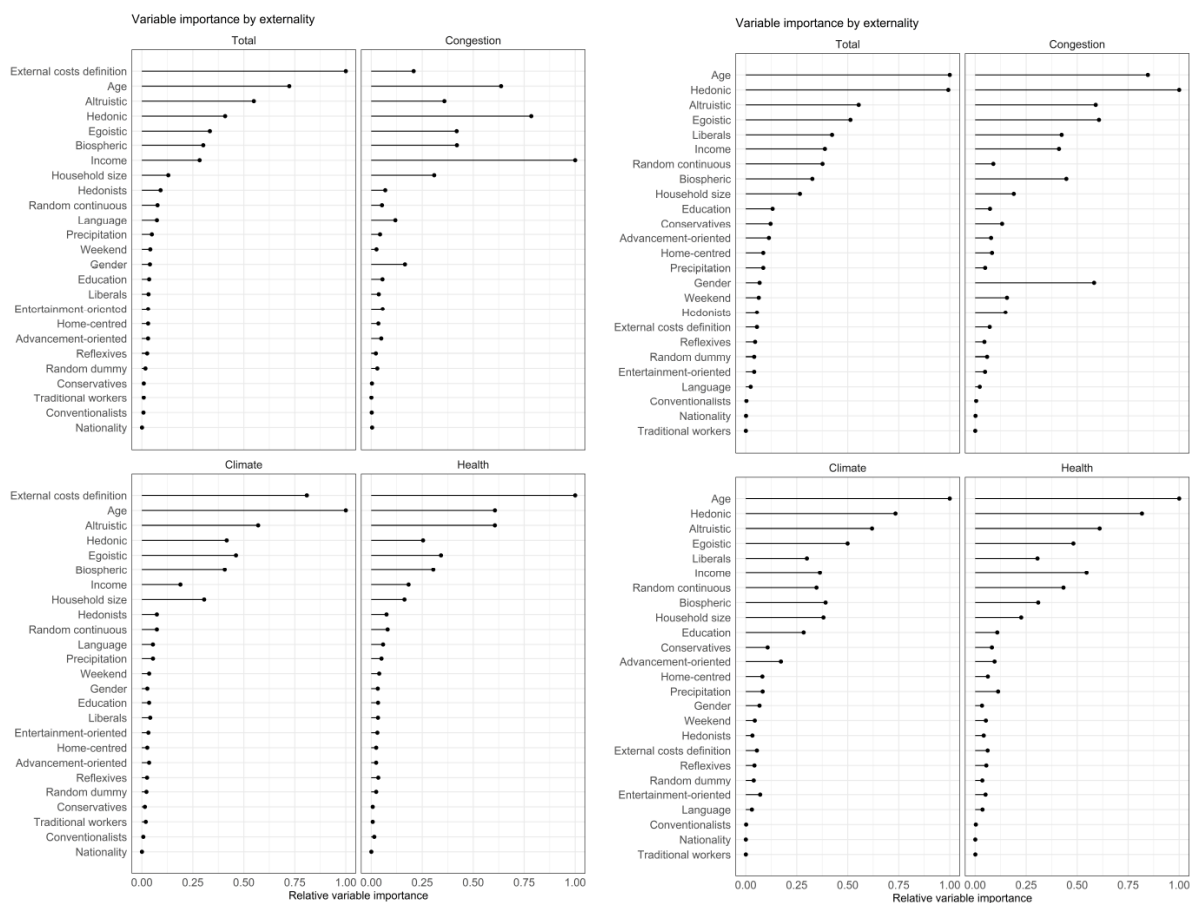 Variable importance by externality
Total
Congestion
External costs definition
Age
Altruistic
Hedonic
Egoistic
Biospheric
Income
Household size
Hedonists
Random continuous
Language
Precipitation
Weekend
Gender
Education
Liberals
Entertainment-oriented
Home-centred
Advancement-oriented
Reflexives
Random dummy
Conservatives
Traditional workers
Conventionalists
Nationality
Climate
Health
External costs definition
Age
Altruistic
Hedonic
Egoistic
Biospheric
Income
Household size
Hedonists
Random continuous
Language
Precipitation
Weekend
Gender
Education
Liberals
Entertainment-oriented
Home-centred
Advancement-oriented
Reflexives
Random dummy
Conservatives
Traditional workers
Conventionalists
Nationality
0.00 0.25 0.50 0.75 1.00 0.00 0.25 0.50 0.75 1.00
Relative variable importance
Variable importance by externality
Total
Congestion
Age
Hedonic
Altruistic
Egoistic
Liberals
Income
Random continuous
Biospheric
Household size
Education
Conservatives
Advancement-oriented
Home-centred
Precipitation
Gender
Weekend
Hedonists
External costs definition
Reflexives
Random dummy
Entertainment-oriented
Language
Conventionalists
Nationality
Traditional workers
Climate
Health
Age
Hedonic
Altruistic
Egoistic
Liberals
Income
Random continuous
Biospheric
Household size
Education
Conservatives
Advancement-oriented
Home-centred
Precipitation
Gender
Weekend
Hedonists
External costs definition
Reflexives
Random dummy
Entertainment-oriented
Language
Conventionalists
Nationality
Traditional workers
0.00 0.25 0.50 0.75 1.00 0.00 0.25 0.50 0.75 1.00
Relative variable importance